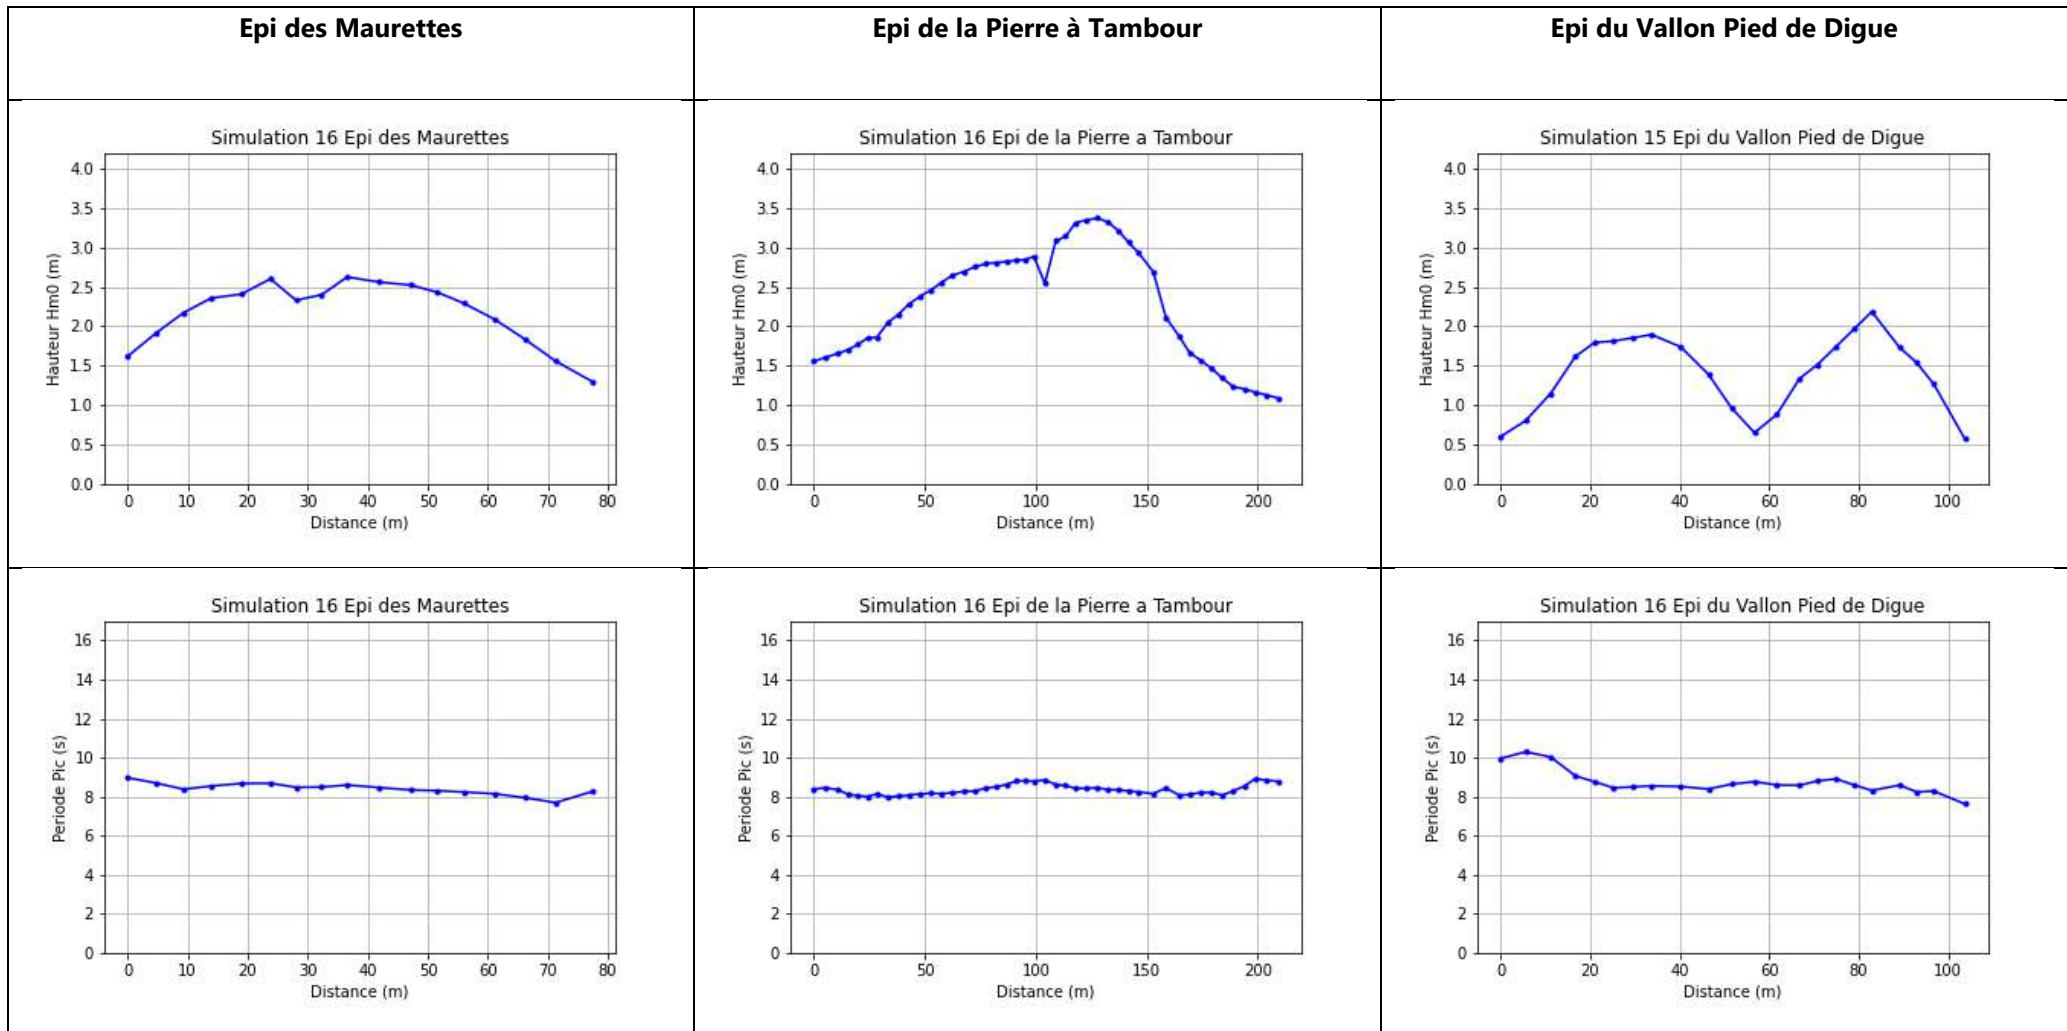 Epi des Maurettes
Epi de la Pierre à Tambour
Epi du Vallon Pied de Digue
Simulation 16 Epi des Maurettes
4.0
3.5
3.0
2.5
2.0
1.5
1.0
0.5
0.0
Hauteur Hm0 (m)
0 10 20 30 40 50 60 70 80
Distance (m)
Simulation 16 Epi de la Pierre a Tambour
4.0
3.5
3.0
2.5
2.0
1.5
1.0
0.5
0.0
Hauteur Hm0 (m)
0 50 100 150 200
Distance (m)
Simulation 15 Epi du Vallon Pied de Digue
4.0
3.5
3.0
2.5
2.0
1.5
1.0
0.5
0.0
Hauteur Hm0 (m)
0 20 40 60 80 100
Distance (m)
Simulation 16 Epi des Maurettes
16
14
12
10
8
6
4
2
0
Periode Pic (s)
0 10 20 30 40 50 60 70 80
Distance (m)
Simulation 16 Epi de la Pierre a Tambour
16
14
12
10
8
6
4
2
0
Periode Pic (s)
0 50 100 150 200
Distance (m)
Simulation 16 Epi du Vallon Pied de Digue
16
14
12
10
8
6
4
2
0
Periode Pic (s)
0 20 40 60 80 100
Distance (m)